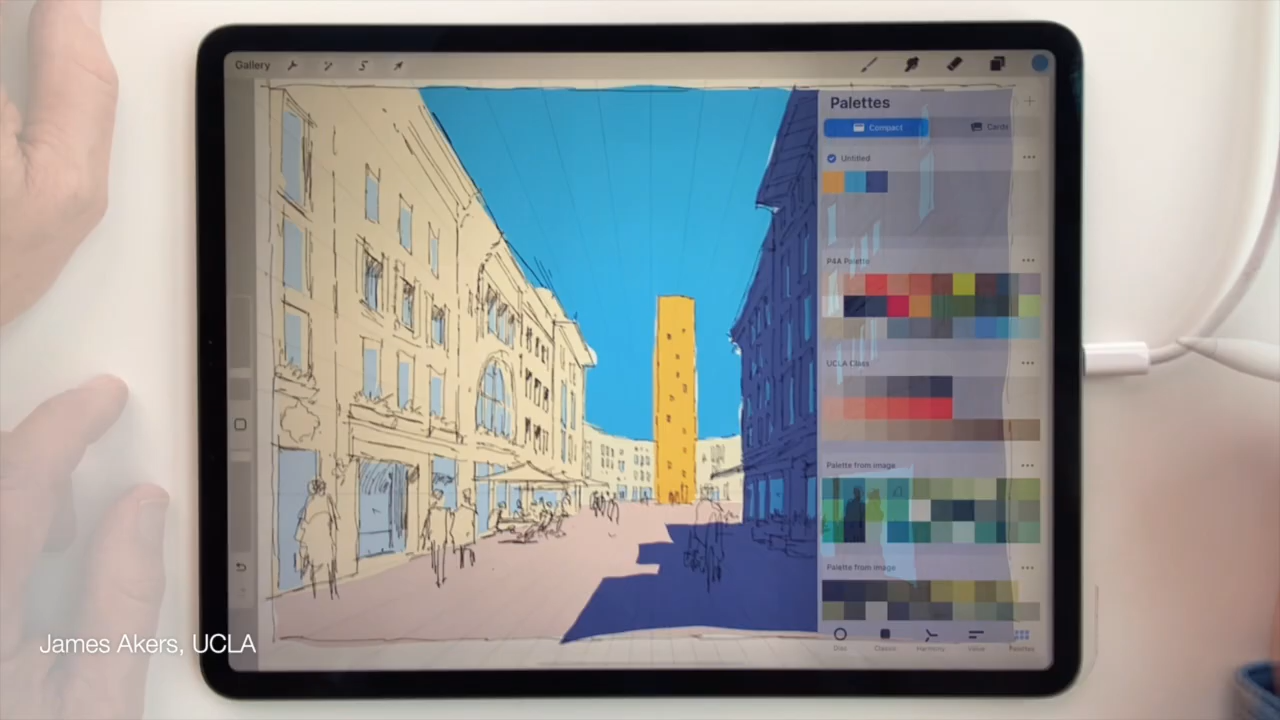 Gallery
Palettes
Compact
Cards
Untitled
P4A Palette
UCLA Class
Palette from image
Palette from image
Disc
Classic
Harmony
Value
Palettes
James Akers, UCLA